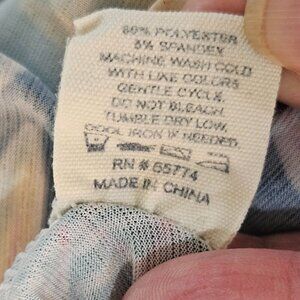 95% POLYESTER
5% SPANDEX
MACHINE WASH COLD
WITH LIKE COLORS
GENTLE CYCLE.
DO NOT BLEACH.
TUMBLE DRY LOW.
COOL IRON IF NEEDED.
RN # 65774
MADE IN CHINA